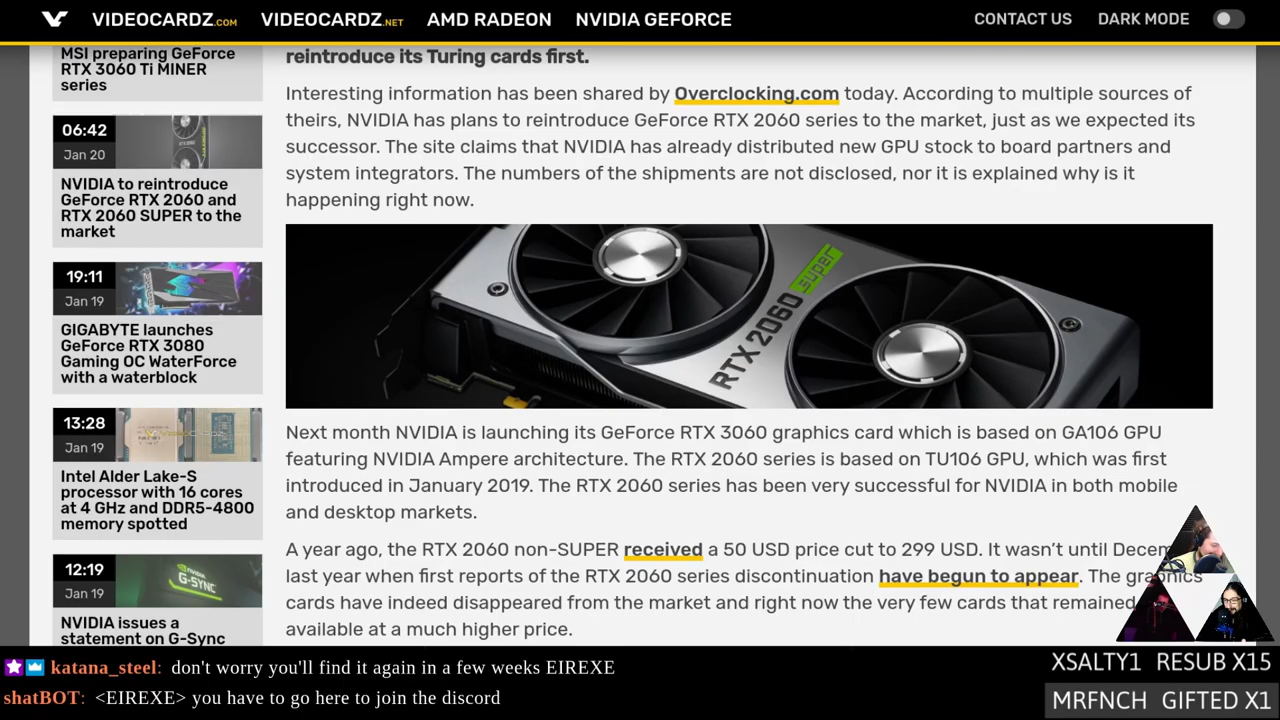 VIDEOCARDZ.COM VIDEOCARDZ.NET AMD RADEON NVIDIA GEFORCE CONTACT US DARK MODE
MSI preparing GeForce
RTX 3060 Ti MINER
series
06:42
Jan 20
NVIDIA to reintroduce
GeForce RTX 2060 and
RTX 2060 SUPER to the
market
19:11
Jan 19
GIGABYTE launches
GeForce RTX 3080
Gaming OC WaterForce
with a waterblock
13:28
Jan 19
Intel Alder Lake-S
processor with 16 cores
at 4 GHz and DDR5-4800
memory spotted
12:19
Jan 19
NVIDIA G-SYNC
NVIDIA issues a
statement on G-Sync
reintroduce its Turing cards first.
Interesting information has been shared by Overclocking.com today. According to multiple sources of
theirs, NVIDIA has plans to reintroduce GeForce RTX 2060 series to the market, just as we expected its
successor. The site claims that NVIDIA has already distributed new GPU stock to board partners and
system integrators. The numbers of the shipments are not disclosed, nor it is explained why is it
happening right now.
RTX 2060 super
Next month NVIDIA is launching its GeForce RTX 3060 graphics card which is based on GA106 GPU
featuring NVIDIA Ampere architecture. The RTX 2060 series is based on TU106 GPU, which was first
introduced in January 2019. The RTX 2060 series has been very successful for NVIDIA in both mobile
and desktop markets.
A year ago, the RTX 2060 non-SUPER received a 50 USD price cut to 299 USD. It wasn't until Decem
last year when first reports of the RTX 2060 series discontinuation have begun to appear. The graphics
cards have indeed disappeared from the market and right now the very few cards that remained
available at a much higher price.
katana_steel: don't worry you'll find it again in a few weeks EIREXE
shatBOT: <EIREXE> you have to go here to join the discord
XSALTY1 RESUB X15
MRFNCH GIFTED X1